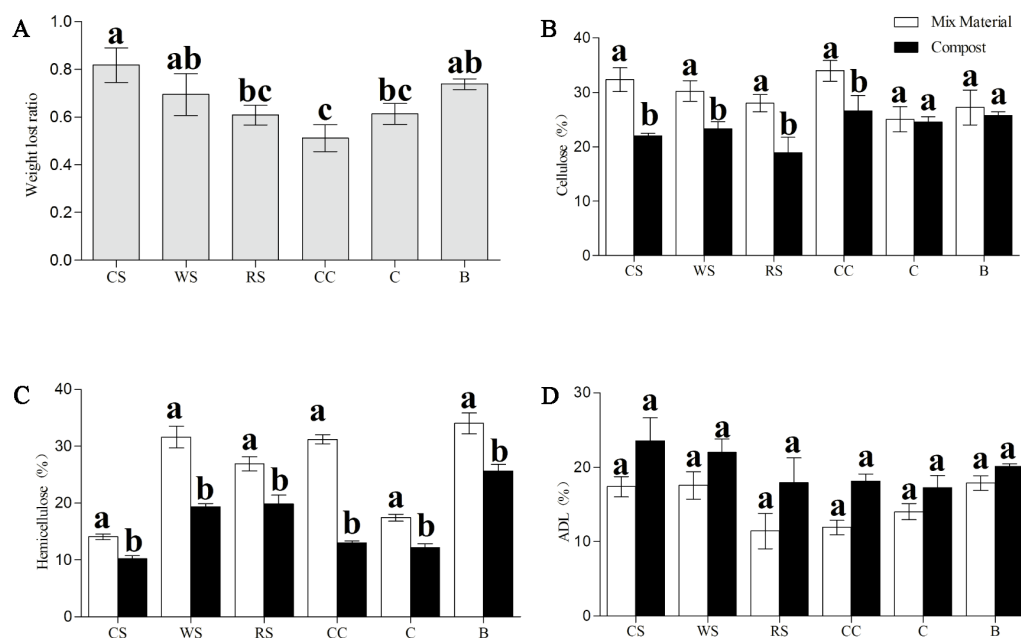 A
Weight lost ratio
1.0
0.8
0.6
0.4
0.2
0.0
a
ab
bc
c
bc
ab
CS WS RS CC C B
B
Mix Material
Compost
Cellulose (%)
40
30
20
10
0
a b a b a b a b a a a a
CS WS RS CC C B
C
Hemicellulose (%)
40
30
20
10
0
a b a b a b a b a b a b
CS WS RS CC C B
D
ADL (%)
30
20
10
0
a a a a a a a a a a a a
CS WS RS CC C B